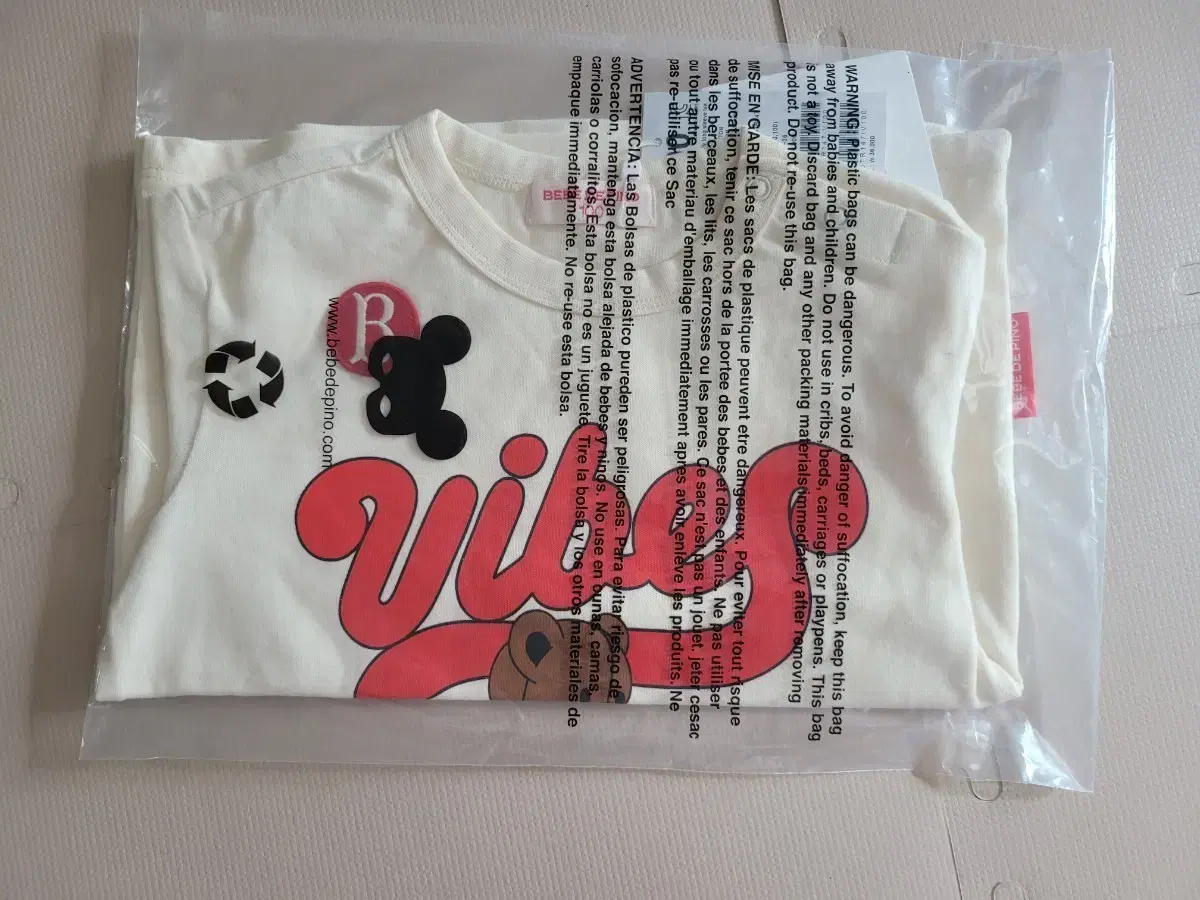 WARNING: Plastic bags can be dangerous. To avoid danger of suffocation, keep this bag
away from babies and children. Do not use in cribs, beds, carriages or playpens. This bag
is not a toy. Discard bag and any other packing materials immediately after removing
product. Do not re-use this bag.
MISE EN GARDE: Les sacs de plastique peuvent etre dangereux. Pour eviter tout risque
de suffocation, tenir ce sac hors de la portee des bebes et des enfants. Ne pas utiliser
dans les berceaux, les lits, les carrosses ou les pares. Ce sac n'est pas un jouet. jeter cesac
ou tout autre materiau d'emballage immediatement apres avoir enleve les produits. Ne
pas re-utiliser ce Sac
ADVERTENCIA: Las Bolsas de plastico pureden ser peligrosas. Para evitar riesgo de
sofocacion, mantenga esta bolsa alejada de bebes y ninos. No use en cunas, camas,
carriolas o corralitos. Esta bolsa no es un juguete. Tire la bolsa y los otros materiales de
empaque immediatamente. No re-use esta bolsa.
B
www.bebedepino.com
Vibes
BEBE DE PINO